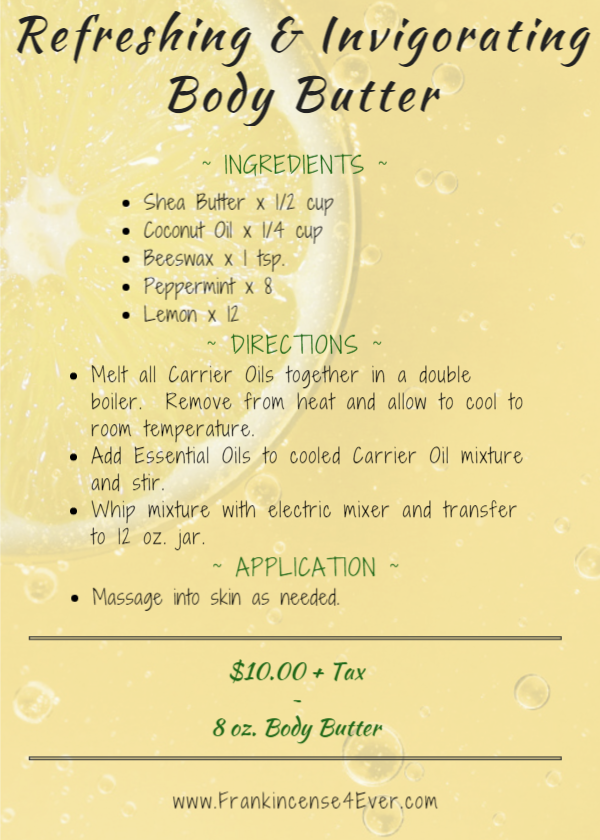 Refreshing & Invigorating
Body Butter
~ INGREDIENTS ~
• Shea Butter x 1/2 cup
• Coconut Oil x 1/4 cup
• Beeswax x 1 tsp.
• Peppermint x 8
• Lemon x 12
~ DIRECTIONS ~
• Melt all Carrier Oils together in a double
boiler. Remove from heat and allow to cool to
room temperature.
• Add Essential Oils to cooled Carrier Oil mixture
and stir.
• Whip mixture with electric mixer and transfer
to 12 oz. jar.
~ APPLICATION ~
• Massage into skin as needed.
$10.00 + Tax
~
8 oz. Body Butter
www.Frankincense4Ever.com